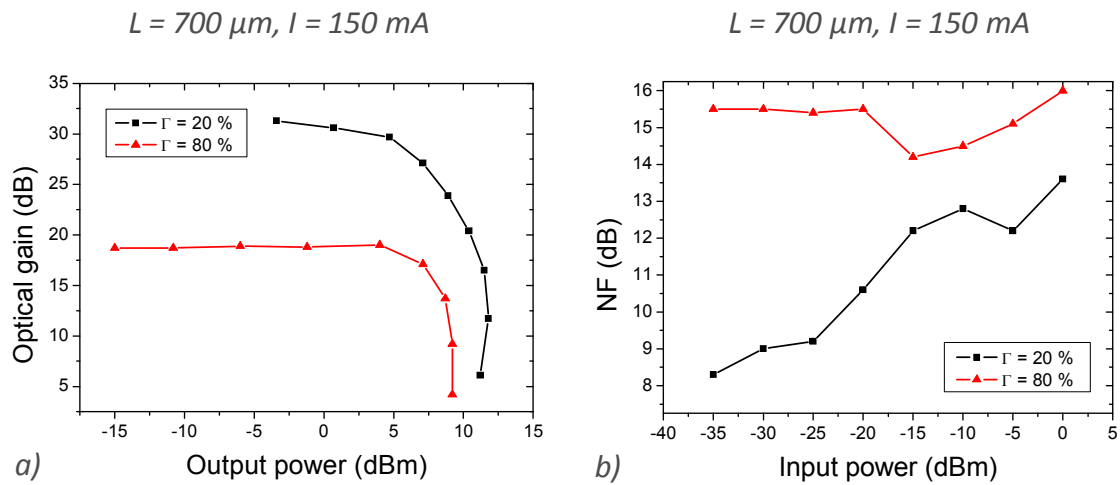 L = 700 μm, I = 150 mA
35
30
25
20
15
10
5
Optical gain (dB)
Γ = 20 %
Γ = 80 %
-15 -10 -5 0 5 10 15
Output power (dBm)
a)
L = 700 μm, I = 150 mA
16
15
14
13
12
11
10
9
8
NF (dB)
Γ = 20 %
Γ = 80 %
-40 -35 -30 -25 -20 -15 -10 -5 0 5
Input power (dBm)
b)